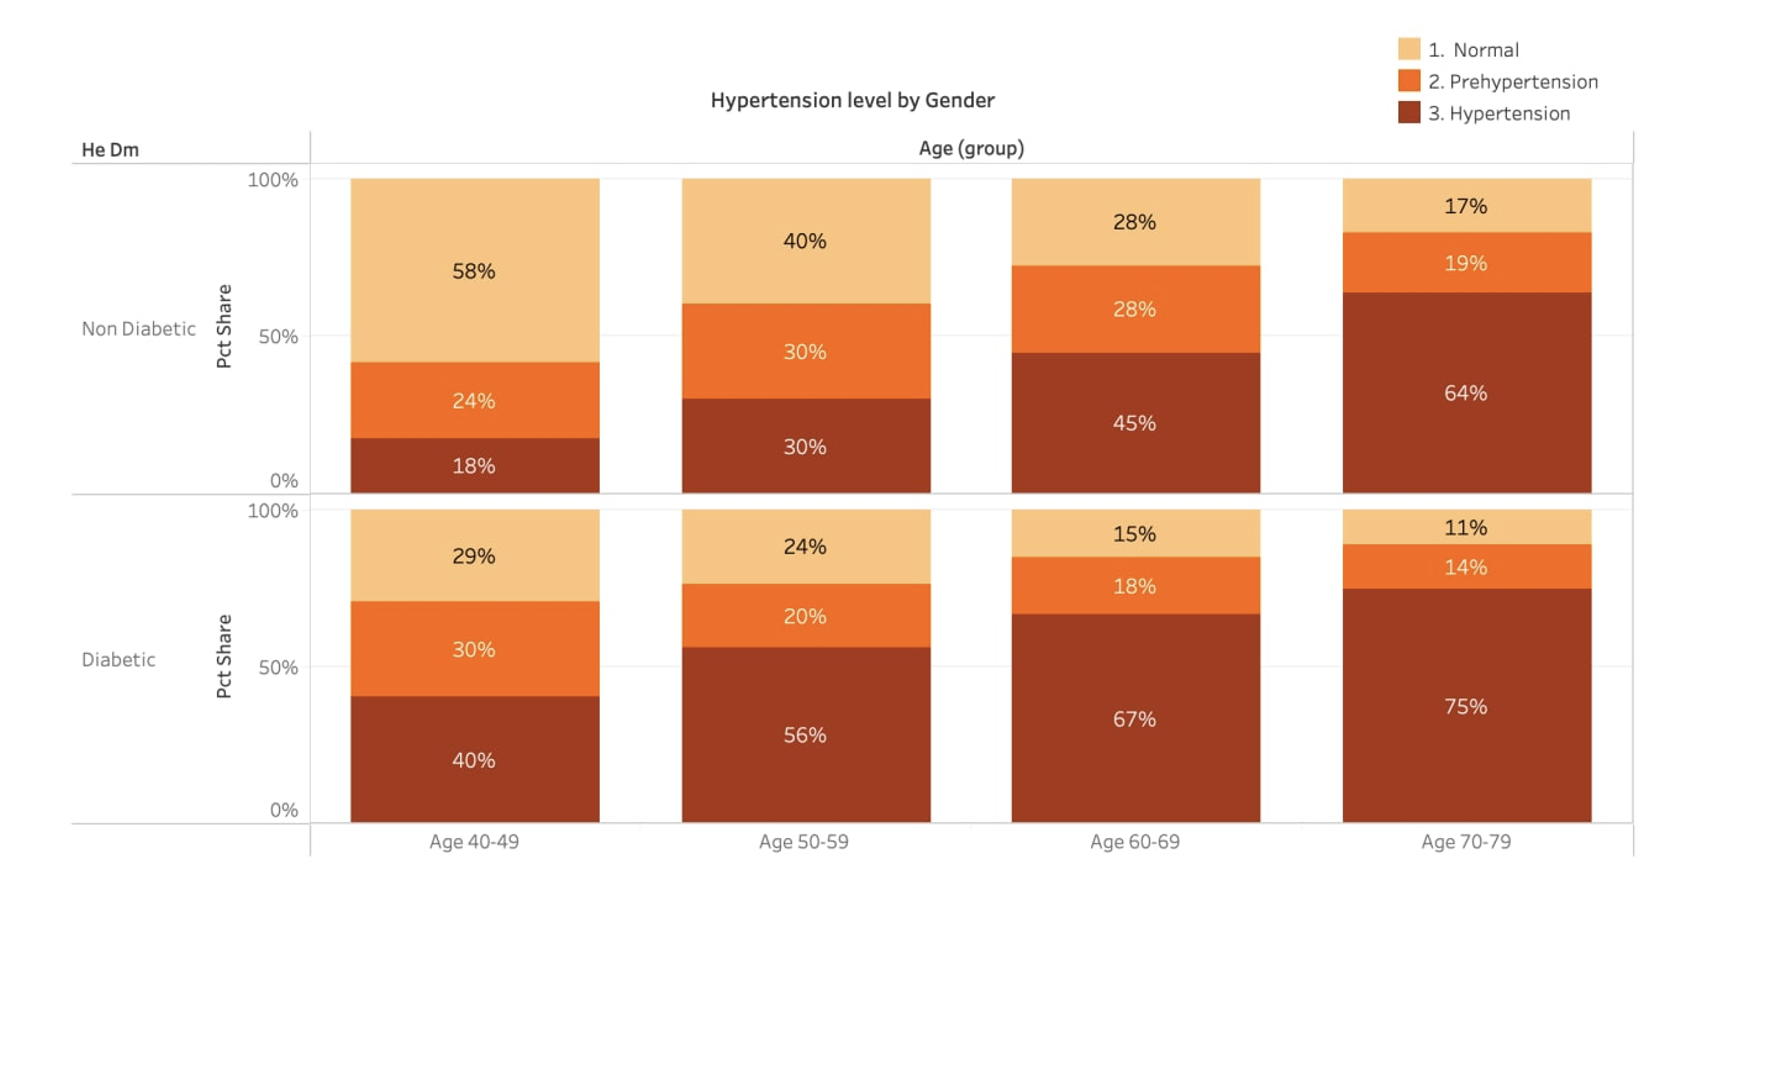 1. Normal
2. Prehypertension
3. Hypertension
Hypertension level by Gender
He Dm
Age (group)
Non Diabetic
Pct Share
100%
50%
0%
58%
40%
28%
17%
24%
30%
28%
19%
18%
30%
45%
64%
Diabetic
Pct Share
100%
50%
0%
29%
24%
15%
11%
30%
20%
18%
14%
40%
56%
67%
75%
Age 40-49
Age 50-59
Age 60-69
Age 70-79